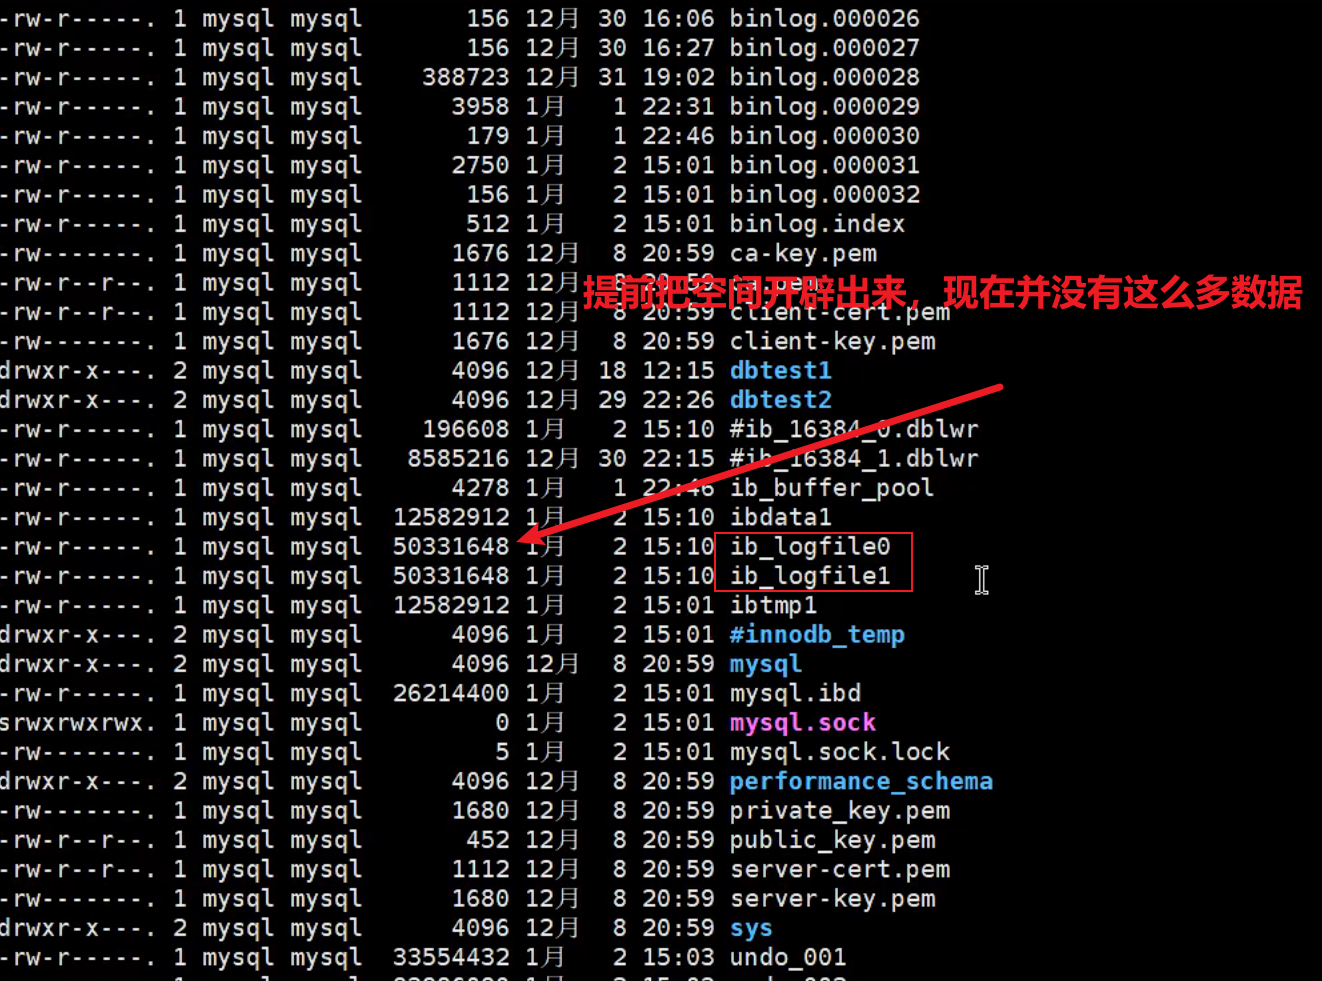 -rw-r-----. 1 mysql mysql 156 12月 30 16:06 binlog.000026
-rw-r-----. 1 mysql mysql 156 12月 30 16:27 binlog.000027
-rw-r-----. 1 mysql mysql 388723 12月 31 19:02 binlog.000028
-rw-r-----. 1 mysql mysql 3958 1月 1 22:31 binlog.000029
-rw-r-----. 1 mysql mysql 179 1月 1 22:46 binlog.000030
-rw-r-----. 1 mysql mysql 2750 1月 2 15:01 binlog.000031
-rw-r-----. 1 mysql mysql 156 1月 2 15:01 binlog.000032
-rw-r-----. 1 mysql mysql 512 1月 2 15:01 binlog.index
-rw-------. 1 mysql mysql 1676 12月 8 20:59 ca-key.pem
-rw-r--r--. 1 mysql mysql 1112 12月 8 20:59 ca.pem
提前把空间开辟出来，现在并没有这么多数据
-rw-r--r--. 1 mysql mysql 1112 12月 8 20:59 client-cert.pem
-rw-------. 1 mysql mysql 1676 12月 8 20:59 client-key.pem
drwxr-x---. 2 mysql mysql 4096 12月 18 12:15 dbtest1
drwxr-x---. 2 mysql mysql 4096 12月 29 22:26 dbtest2
-rw-r-----. 1 mysql mysql 196608 1月 2 15:10 #ib_16384_0.dblwr
-rw-r-----. 1 mysql mysql 8585216 12月 30 22:15 #ib_16384_1.dblwr
-rw-r-----. 1 mysql mysql 4278 1月 1 22:46 ib_buffer_pool
-rw-r-----. 1 mysql mysql 12582912 1月 2 15:10 ibdata1
-rw-r-----. 1 mysql mysql 50331648 1月 2 15:10 ib_logfile0
-rw-r-----. 1 mysql mysql 50331648 1月 2 15:10 ib_logfile1
-rw-r-----. 1 mysql mysql 12582912 1月 2 15:01 ibtmp1
drwxr-x---. 2 mysql mysql 4096 1月 2 15:01 #innodb_temp
drwxr-x---. 2 mysql mysql 4096 12月 8 20:59 mysql
-rw-r-----. 1 mysql mysql 26214400 1月 2 15:01 mysql.ibd
srwxrwxrwx. 1 mysql mysql 0 1月 2 15:01 mysql.sock
-rw-------. 1 mysql mysql 5 1月 2 15:01 mysql.sock.lock
drwxr-x---. 2 mysql mysql 4096 12月 8 20:59 performance_schema
-rw-------. 1 mysql mysql 1680 12月 8 20:59 private_key.pem
-rw-r--r--. 1 mysql mysql 452 12月 8 20:59 public_key.pem
-rw-r--r--. 1 mysql mysql 1112 12月 8 20:59 server-cert.pem
-rw-------. 1 mysql mysql 1680 12月 8 20:59 server-key.pem
drwxr-x---. 2 mysql mysql 4096 12月 8 20:59 sys
-rw-r-----. 1 mysql mysql 33554432 1月 2 15:03 undo_001